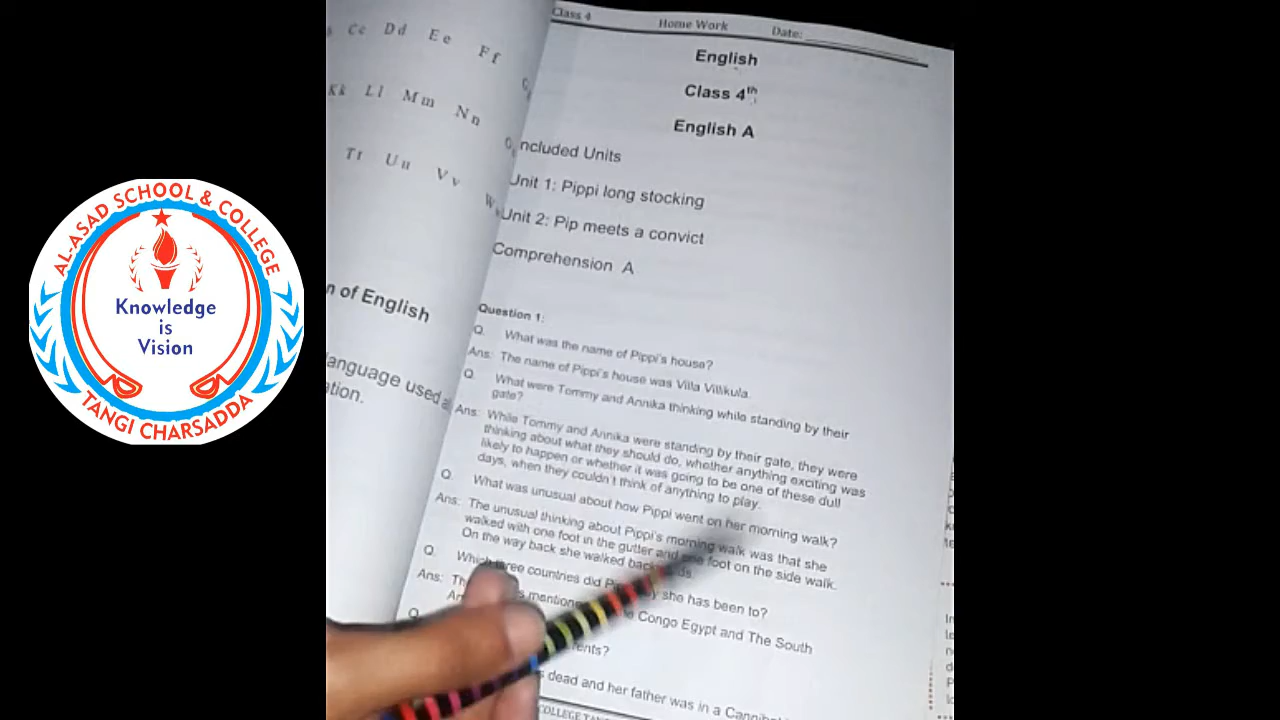 AL-ASAD SCHOOL & COLLEGE
Knowledge
is
Vision
TANGI CHARSADDA
Cc Dd Ee Ff
Kk Ll Mm Nn
Tt Uu Vv
of English
language used
Class 4 Home Work Date:
English
Class 4th
English A
ncluded Units
Unit 1: Pippi long stocking
Unit 2: Pip meets a convict
Comprehension A
Question 1:
Q. What was the name of Pippi's house?
Ans: The name of Pippi's house was Villa Villikula.
Q. What were Tommy and Annika thinking while standing by their
gate?
Ans: While Tommy and Annika were standing by their gate, they were
thinking about what they should do, whether anything exciting was
likely to happen or whether it was going to be one of these dull
days, when they couldn't think of anything to play.
Q. What was unusual about how Pippi went on her morning walk?
Ans: The unusual thinking about Pippi's morning walk was that she
walked with one foot in the gutter and one foot on the side walk.
On the way back she walked
Q. Which three countries did she has been to?
Ans: Congo Egypt and The South
Q.
dead and her father was in a
COLLEGE